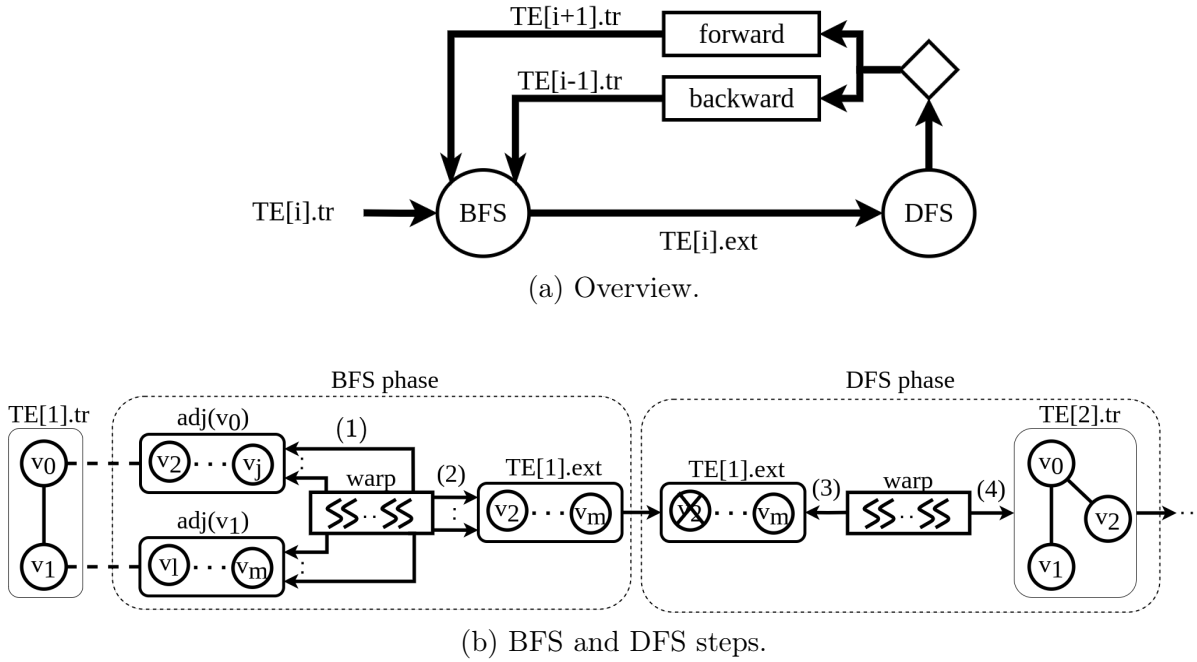 TE[i+1].tr
forward
TE[i-1].tr
backward
TE[i].tr
BFS
DFS
TE[i].ext
(a) Overview.
BFS phase
DFS phase
TE[1].tr
adj(v0)
(1)
TE[2].tr
v0
v2 ··· vj
warp
(2)
TE[1].ext
TE[1].ext
(3)
warp
(4)
v0
v2 ··· vm
v2 ··· vm
v2
adj(v1)
v1
vl ··· vm
v1
(b) BFS and DFS steps.